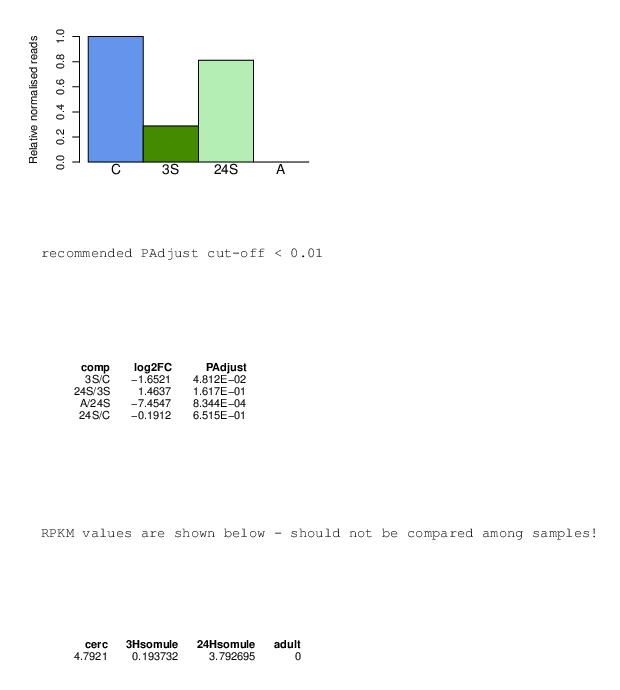 Relative normalised reads
1.0
0.8
0.6
0.4
0.2
0.0
C 3S 24S A
recommended PAdjust cut-off < 0.01
comp log2FC PAdjust
3S/C −1.6521 4.812E−02
24S/3S 1.4637 1.617E−01
A/24S −7.4547 8.344E−04
24S/C −0.1912 6.515E−01
RPKM values are shown below - should not be compared among samples!
cerc 3Hsomule 24Hsomule adult
4.7921 0.193732 3.792695 0